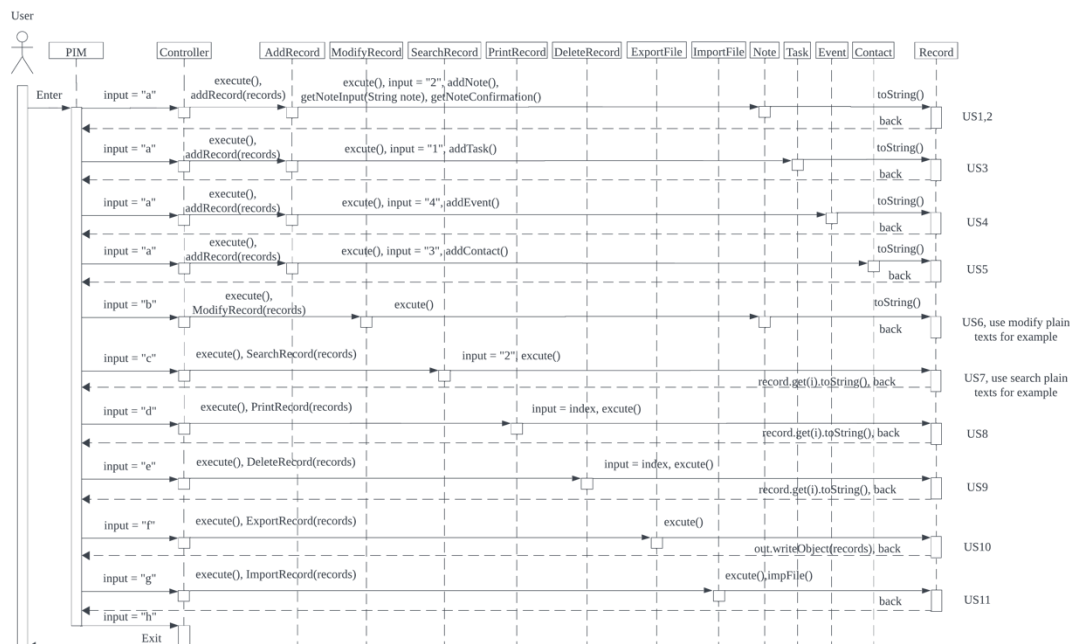 User
PIM Controller AddRecord ModifyRecord SearchRecord PrintRecord DeleteRecord ExportFile ImportFile Note Task Event Contact Record
Enter
input = "a"
execute(),
addRecord(records)
excute(), input = "2", addNote(),
getNoteInput(String note), getNoteConfirmation()
toString()
back
US1,2
input = "a"
execute(),
addRecord(records)
excute(), input = "1", addTask()
toString()
back
US3
input = "a"
execute(),
addRecord(records)
excute(), input = "4", addEvent()
toString()
back
US4
input = "a"
execute(),
addRecord(records)
excute(), input = "3", addContact()
toString()
back
US5
input = "b"
execute(),
ModifyRecord(records)
excute()
toString()
back
US6, use modify plain
texts for example
input = "c"
execute(), SearchRecord(records)
input = "2", excute()
record.get(i).toString(), back
US7, use search plain
texts for example
input = "d"
execute(), PrintRecord(records)
input = index, excute()
record.get(i).toString(), back
US8
input = "e"
execute(), DeleteRecord(records)
input = index, excute()
record.get(i).toString(), back
US9
input = "f"
execute(), ExportRecord(records)
excute()
out.writeObject(records), back
US10
input = "g"
execute(), ImportRecord(records)
excute(),impFile()
back
US11
input = "h"
Exit